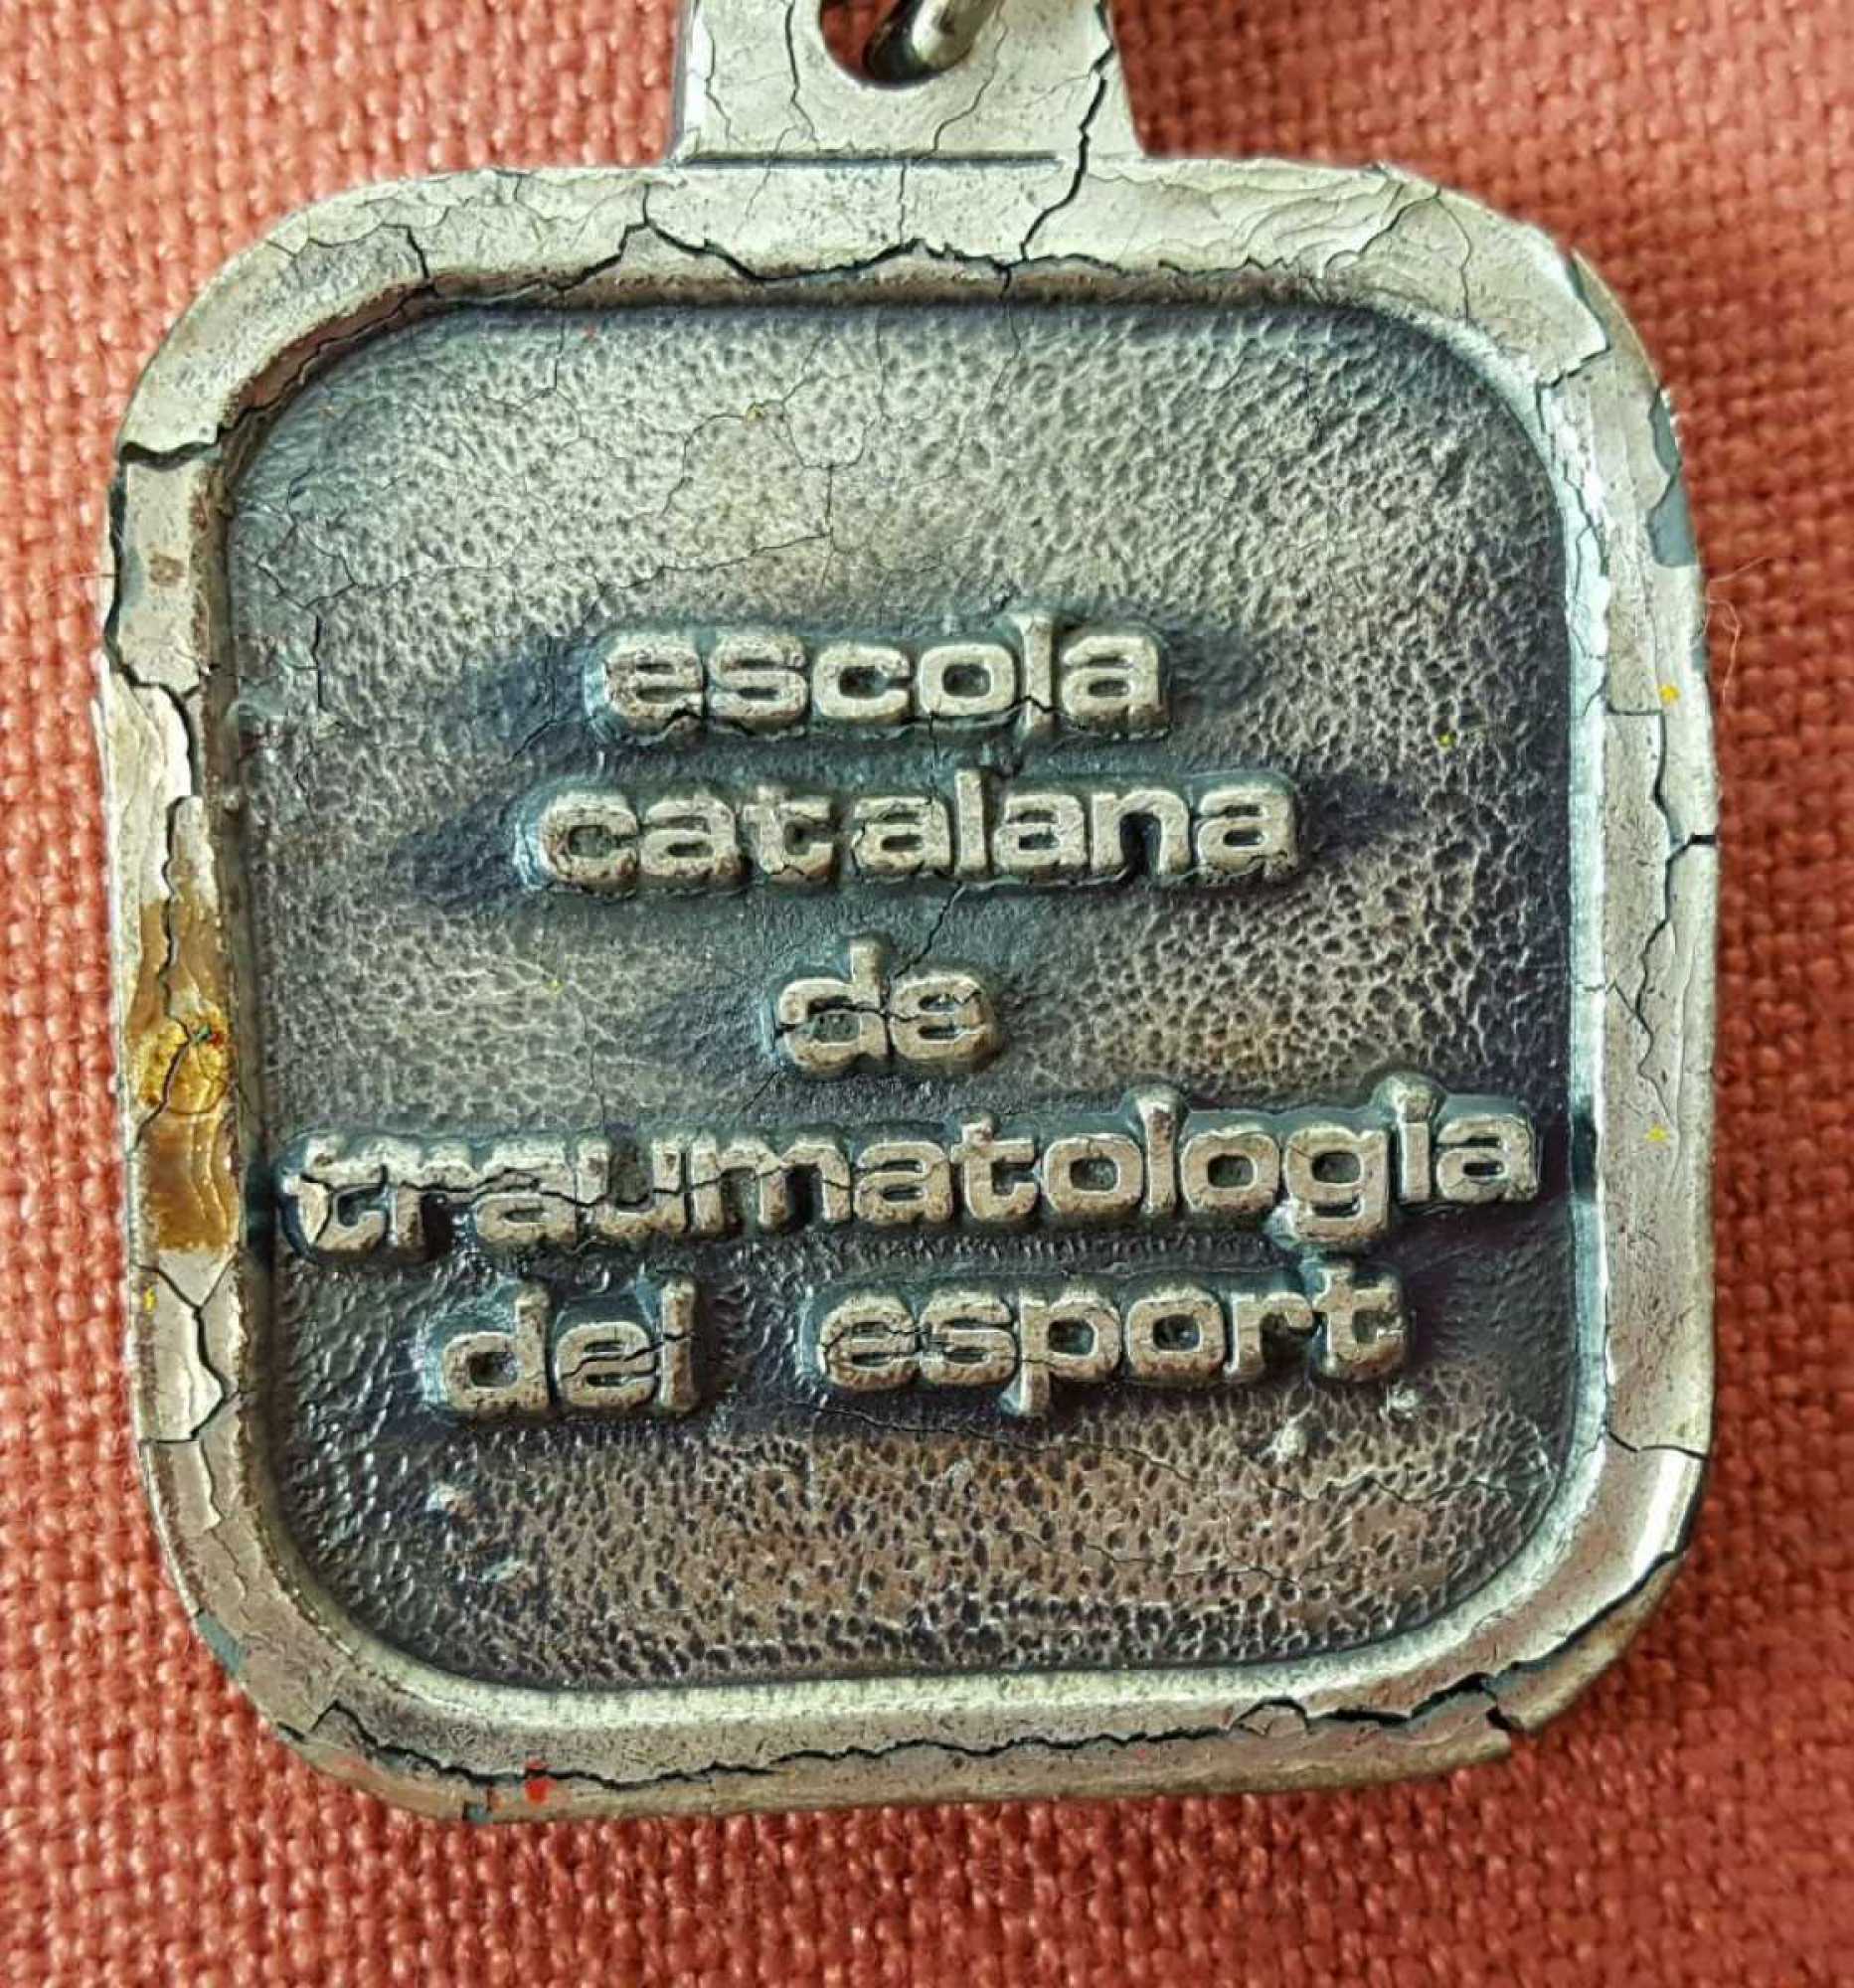 escola
catalana
de
traumatologia
del esport